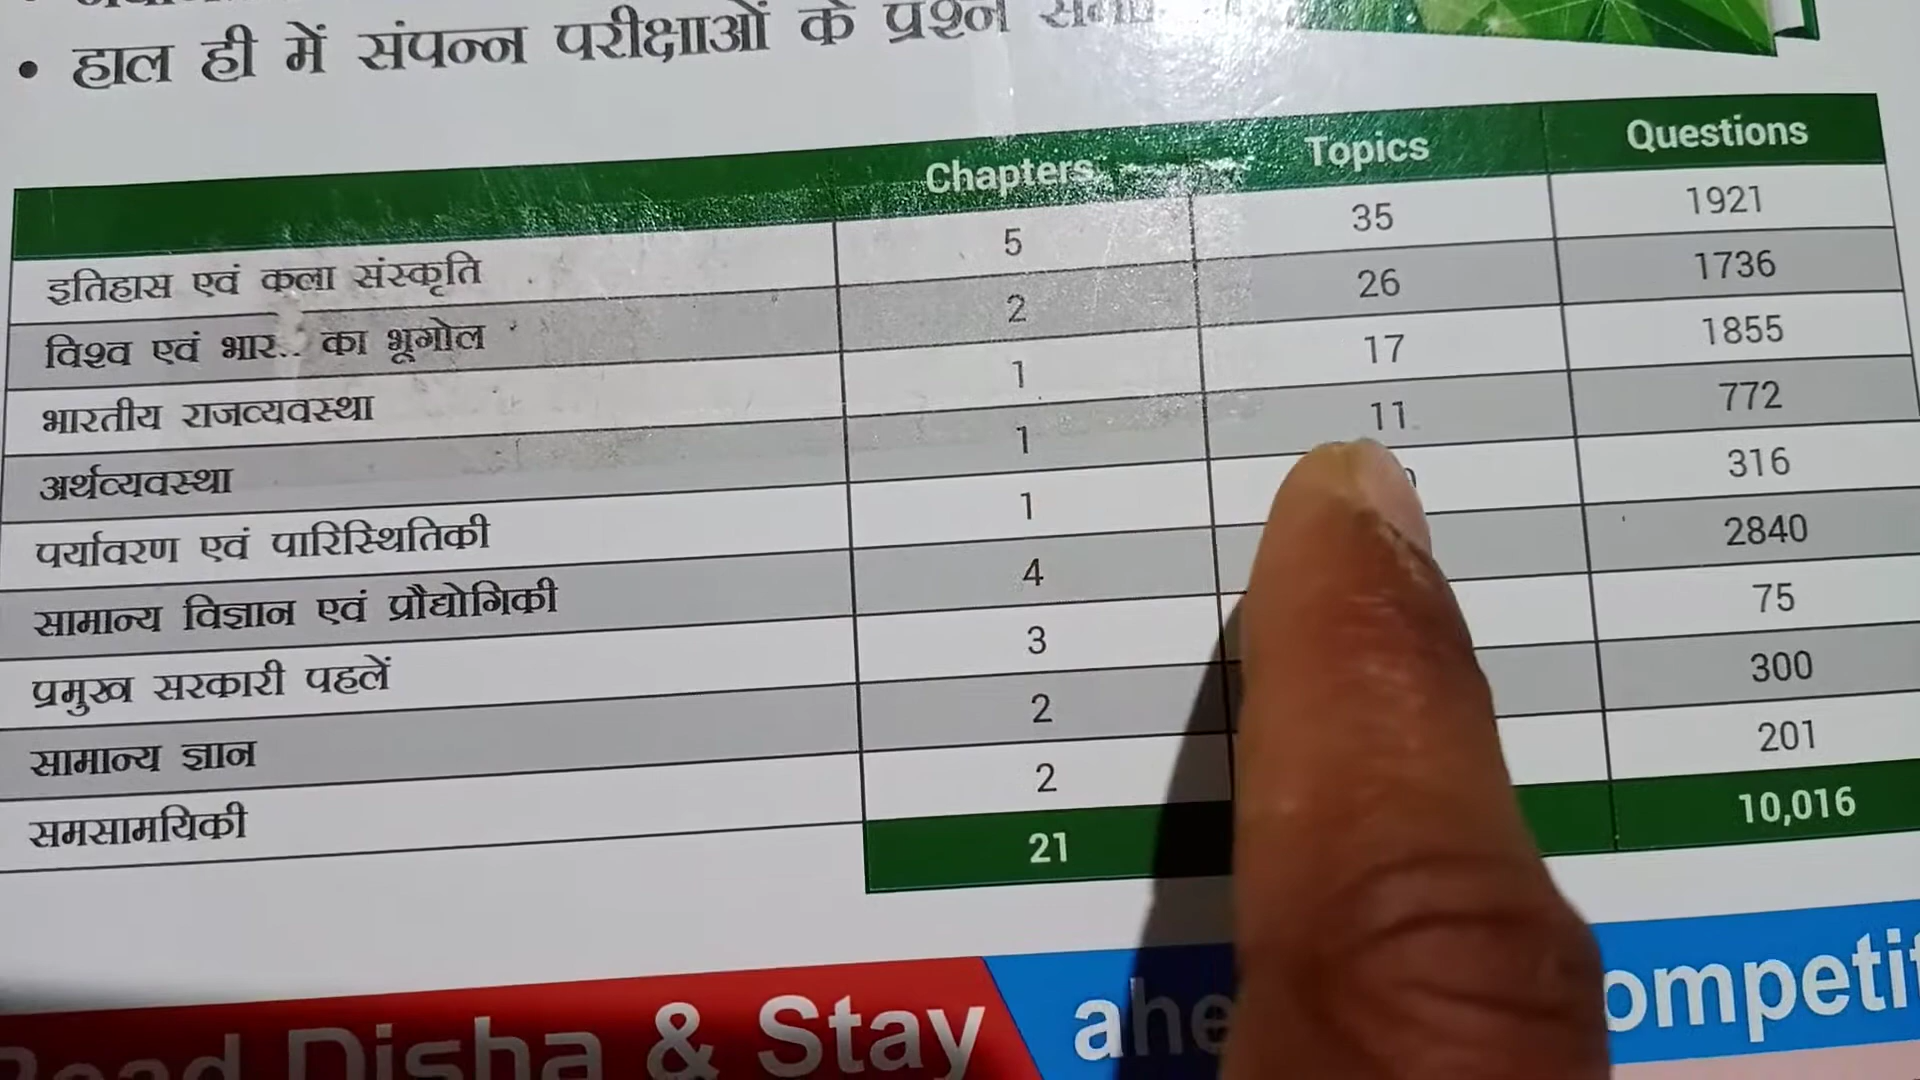 • हाल ही में संपन्न परीक्षाओं के प्रश्न
Chapters Topics Questions
इतिहास एवं कला संस्कृति 5 35 1921
विश्व एवं का भूगोल 2 26 1736
भारतीय राजव्यवस्था 1 17 1855
अर्थव्यवस्था 1 11 772
पर्यावरण एवं पारिस्थितिकी 1 316
सामान्य विज्ञान एवं प्रौद्योगिकी 4 2840
प्रमुख सरकारी पहलें 3 75
सामान्य ज्ञान 2 300
समसामयिकी 2 201
21 10,016
Disha & Stay